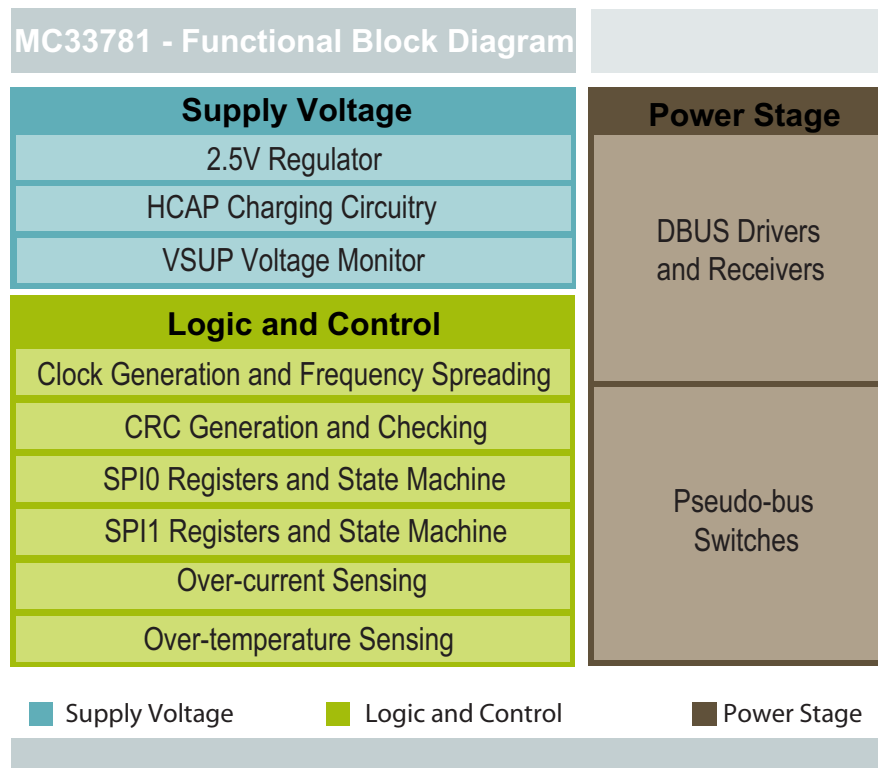 MC33781 - Functional Block Diagram
Supply Voltage
2.5V Regulator
HCAP Charging Circuitry
VSUP Voltage Monitor
Logic and Control
Clock Generation and Frequency Spreading
CRC Generation and Checking
SPI0 Registers and State Machine
SPI1 Registers and State Machine
Over-current Sensing
Over-temperature Sensing
Power Stage
DBUS Drivers
and Receivers
Pseudo-bus
Switches
Supply Voltage
Logic and Control
Power Stage